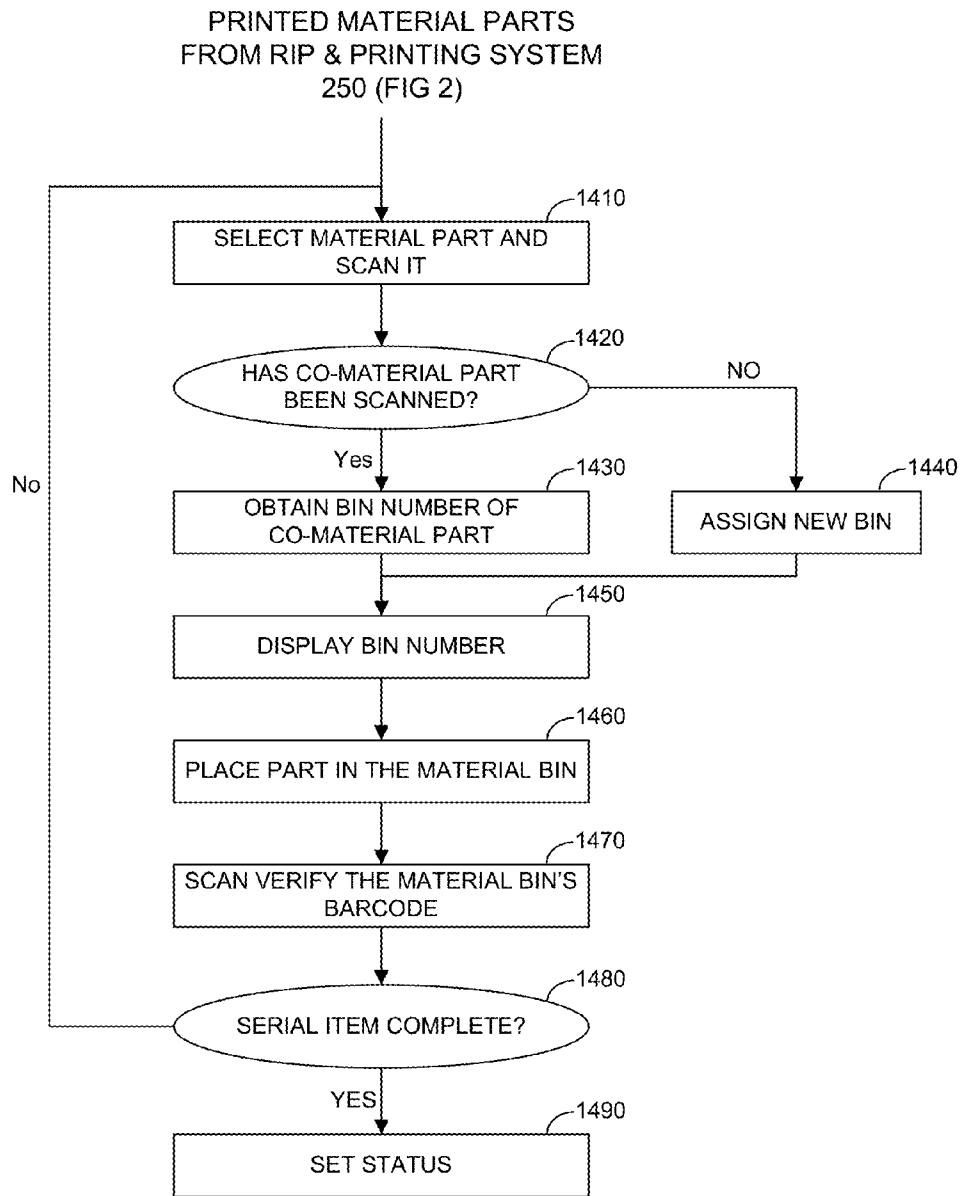 PRINTED MATERIAL PARTS
FROM RIP & PRINTING SYSTEM
250 (FIG 2)
1410
SELECT MATERIAL PART AND
SCAN IT
1420
HAS CO-MATERIAL PART
BEEN SCANNED?
NO
Yes
No
1430
OBTAIN BIN NUMBER OF
CO-MATERIAL PART
1440
ASSIGN NEW BIN
1450
DISPLAY BIN NUMBER
1460
PLACE PART IN THE MATERIAL BIN
1470
SCAN VERIFY THE MATERIAL BIN'S
BARCODE
1480
SERIAL ITEM COMPLETE?
YES
1490
SET STATUS